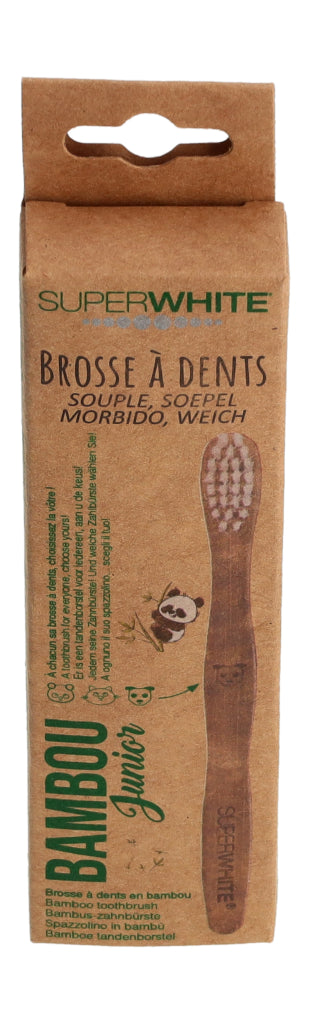 SUPERWHITE®
BROSSE À DENTS
SOUPLE, SOEPEL
MORBIDO, WEICH
A chacun sa brosse à dents, choisissez la vôtre !
A toothbrush for everyone, choose yours!
Er is een tandenborstel voor iedereen, aan u de keus!
Jedem seine Zahnbürste! Und welche Zahlbürste wählen Sie!
A ognuno il suo spazzolino...scegli il tuo!
BAMBOU
Junior
SUPERWHITE®
Brosse à dents en bambou
Bamboo toothbrush
Bambus-zahnbürste
Spazzolino in bambù
Bamboe tandenborstel